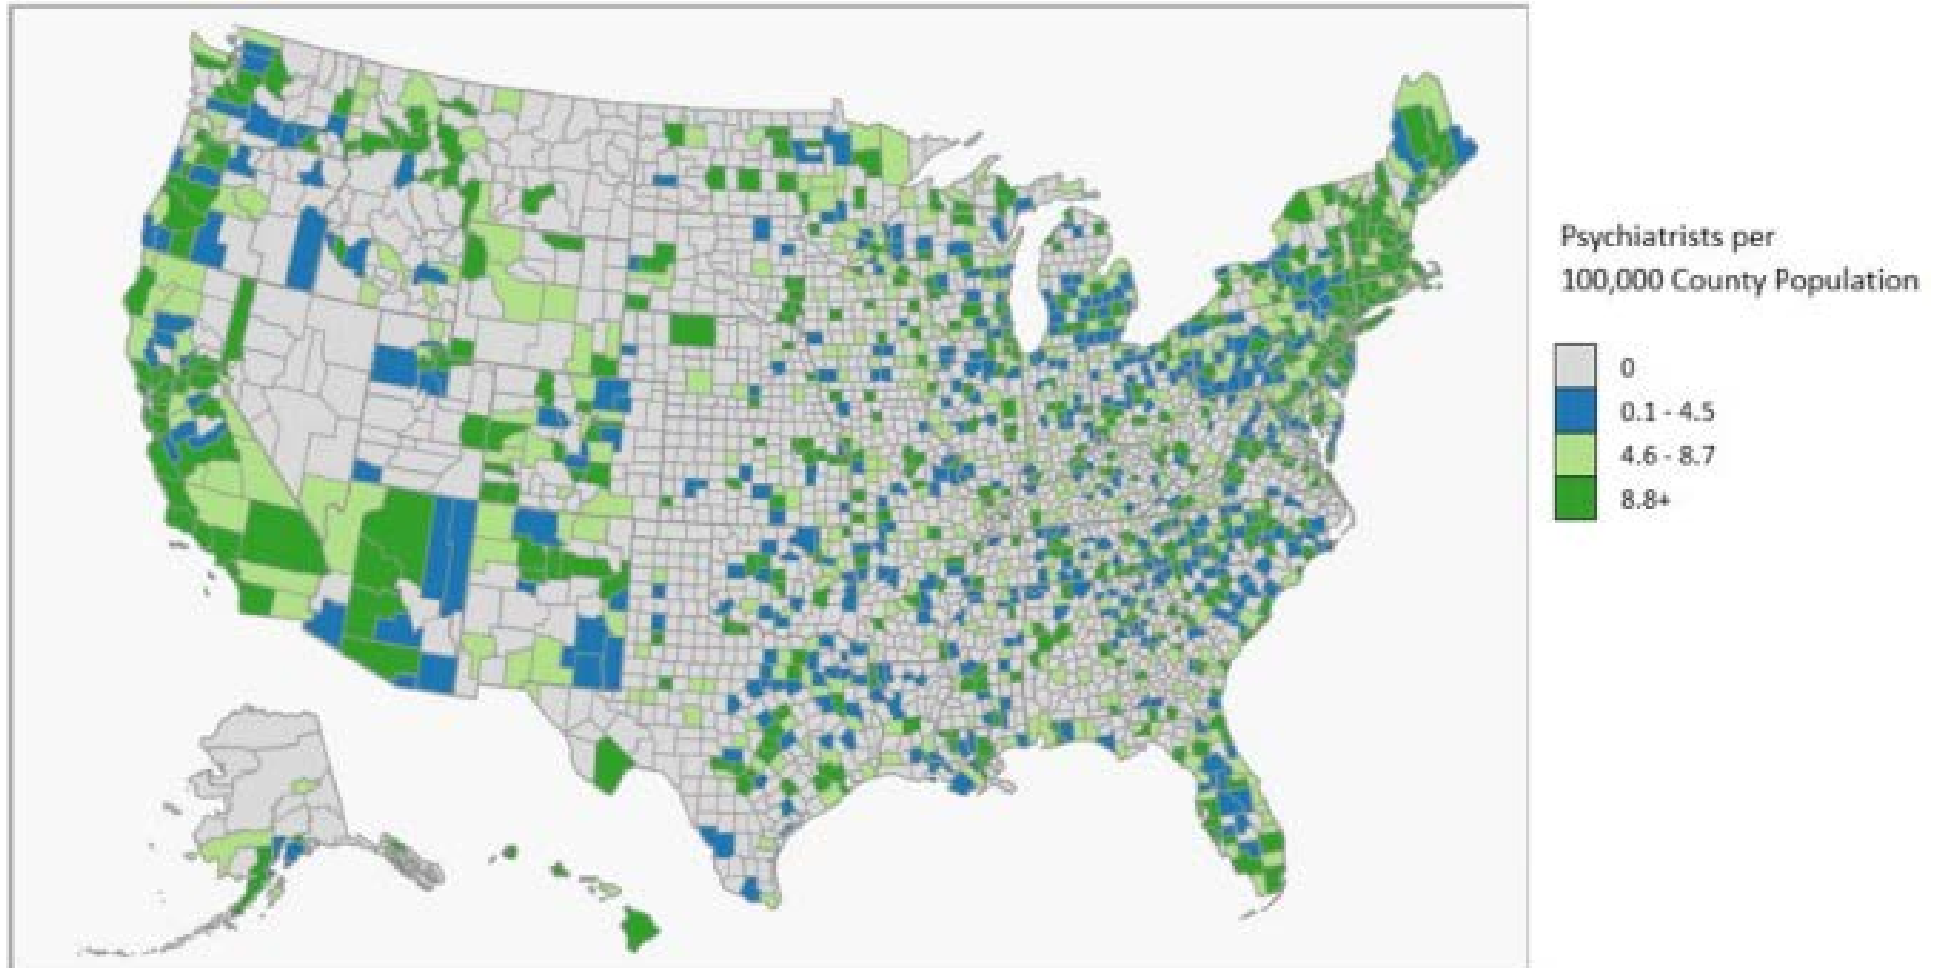 Psychiatrists per
100,000 County Population
0
0.1 - 4.5
4.6 - 8.7
8.8+